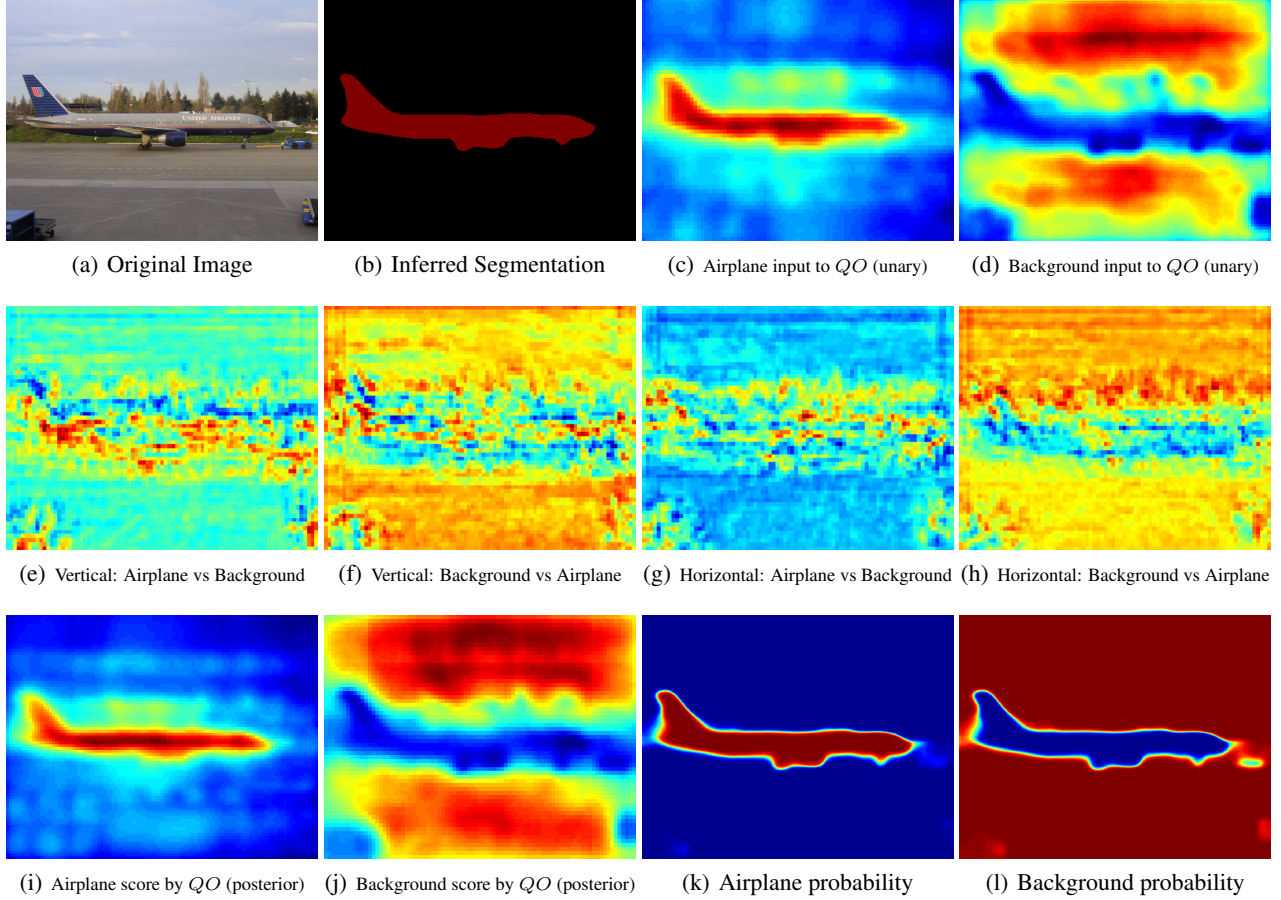 UNITED AIRLINES
(a) Original Image
(b) Inferred Segmentation
(c) Airplane input to QO (unary)
(d) Background input to QO (unary)
(e) Vertical: Airplane vs Background
(f) Vertical: Background vs Airplane
(g) Horizontal: Airplane vs Background
(h) Horizontal: Background vs Airplane
(i) Airplane score by QO (posterior)
(j) Background score by QO (posterior)
(k) Airplane probability
(l) Background probability